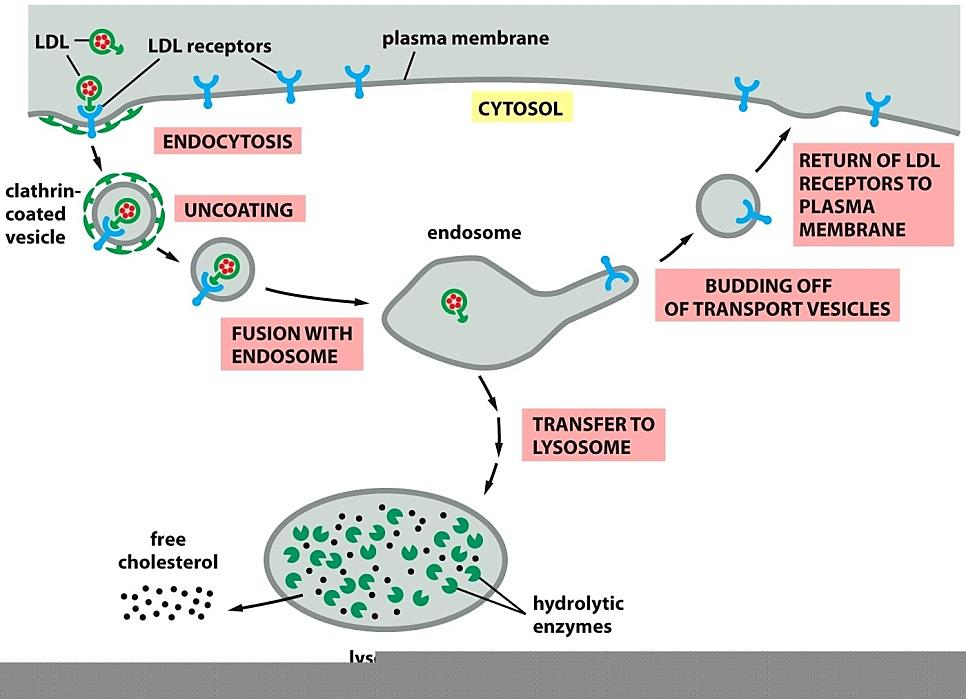 LDL
LDL receptors
plasma membrane
CYTOSOL
ENDOCYTOSIS
clathrin-
coated
vesicle
UNCOATING
RETURN OF LDL
RECEPTORS TO
PLASMA
MEMBRANE
endosome
BUDDING OFF
OF TRANSPORT VESICLES
FUSION WITH
ENDOSOME
TRANSFER TO
LYSOSOME
free
cholesterol
hydrolytic
enzymes